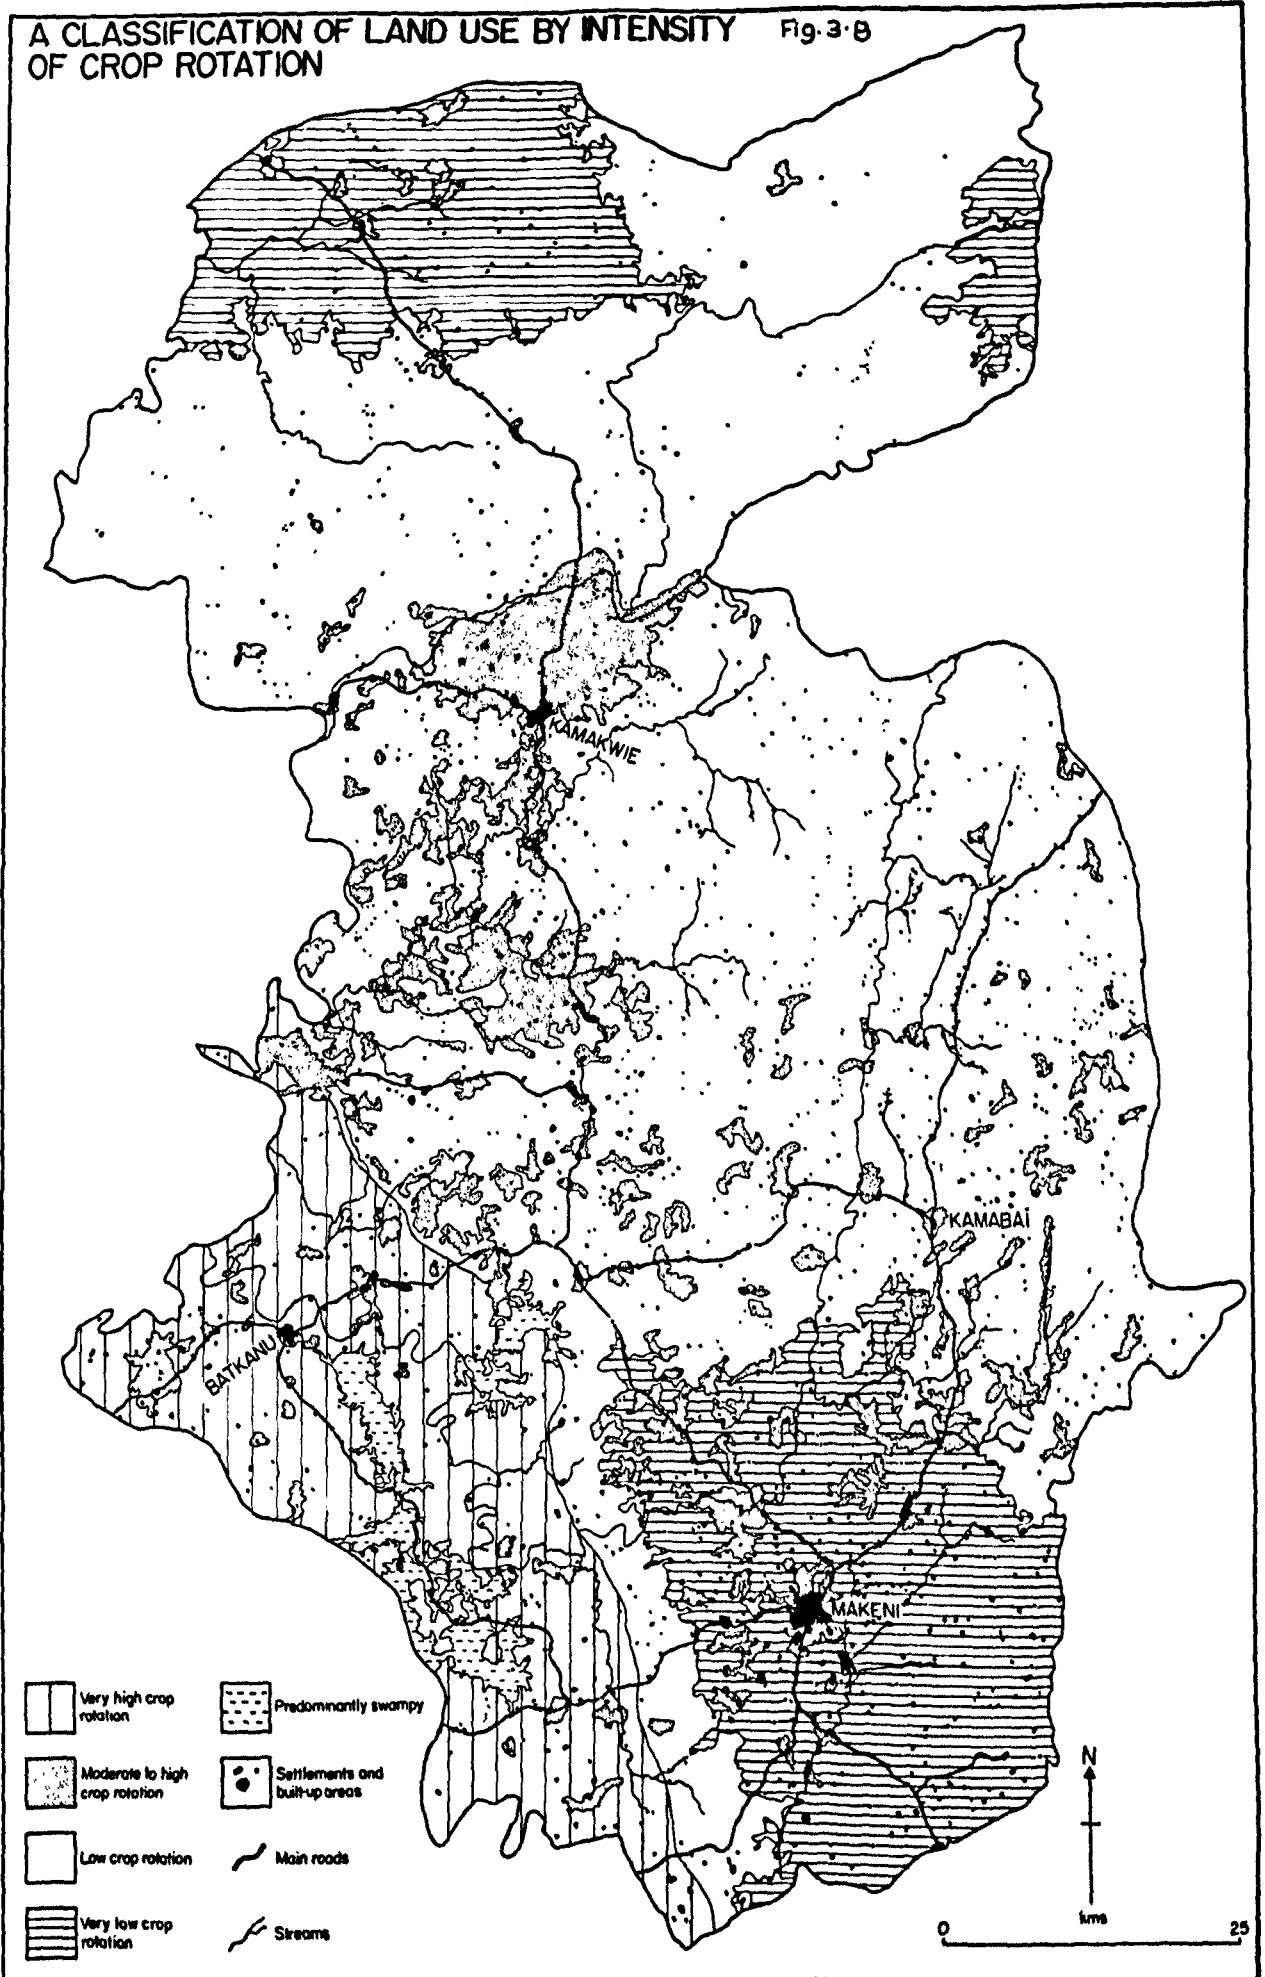 A CLASSIFICATION OF LAND USE BY INTENSITY Fig. 3·8
OF CROP ROTATION
KAMAKWIE
KAMABAI
BATKANU
MAKENI
Very high crop
rotation
Predominantly swampy
Moderate to high
crop rotation
Settlements and
built-up areas
Low crop rotation
Main roads
Very low crop
rotation
Streams
N
kms
0 25